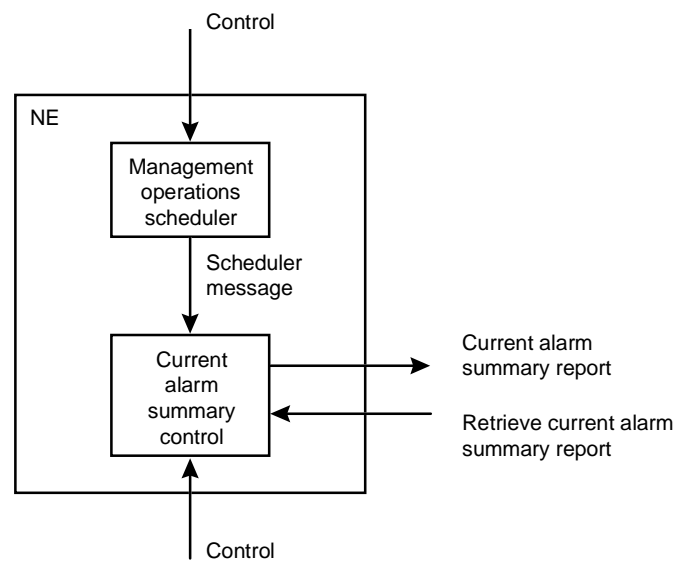 Control
NE
Management
operations
scheduler
Scheduler
message
Current
alarm
summary
control
Current alarm
summary report
Retrieve current alarm
summary report
Control